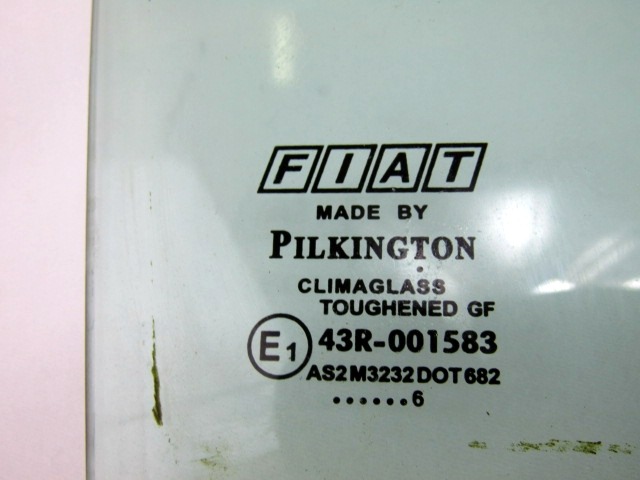 FIAT
MADE BY
PILKINGTON
CLIMAGLASS
TOUGHENED GF
E1 43R-001583
AS2 M3232 DOT 682
......6